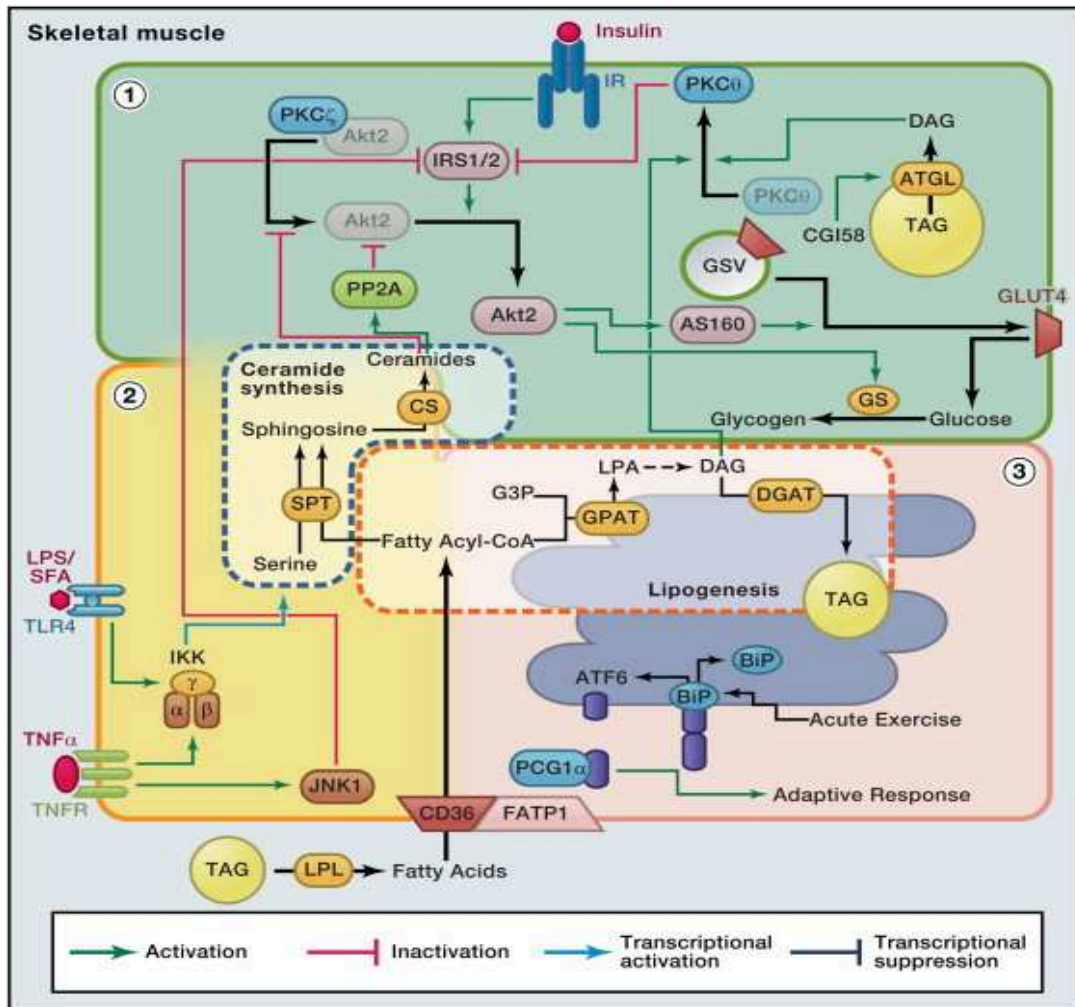 Skeletal muscle
Insulin
IR
1
PKCζ
Akt2
IRS1/2
PKCθ
DAG
ATGL
TAG
PKCθ
CGI58
Akt2
GSV
PP2A
Akt2
AS160
GLUT4
Ceramides
Ceramide
synthesis
CS
2
GS
Glycogen
Glucose
Sphingosine
3
LPA
DAG
G3P
DGAT
SPT
GPAT
Fatty Acyl-CoA
Serine
Lipogenesis
TAG
LPS/
SFA
TLR4
IKK
γ
α
β
ATF6
BiP
BiP
Acute Exercise
TNFα
TNFR
JNK1
PCG1α
Adaptive Response
CD36
FATP1
TAG
LPL
Fatty Acids
Activation
Inactivation
Transcriptional
activation
Transcriptional
suppression